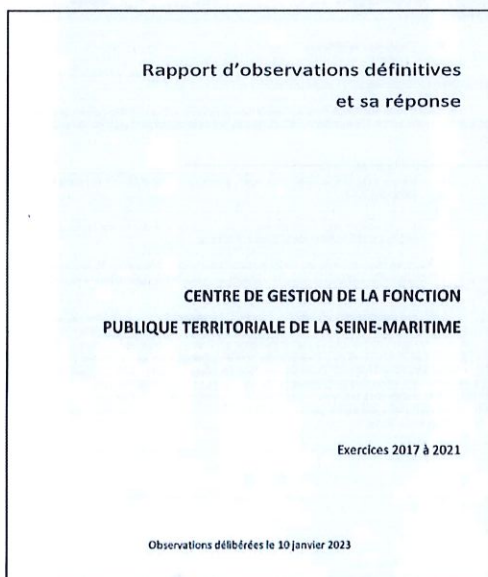 Rapport d'observations définitives
et sa réponse
CENTRE DE GESTION DE LA FONCTION
PUBLIQUE TERRITORIALE DE LA SEINE-MARITIME
Exercices 2017 à 2021
Observations délibérées le 10 janvier 2023